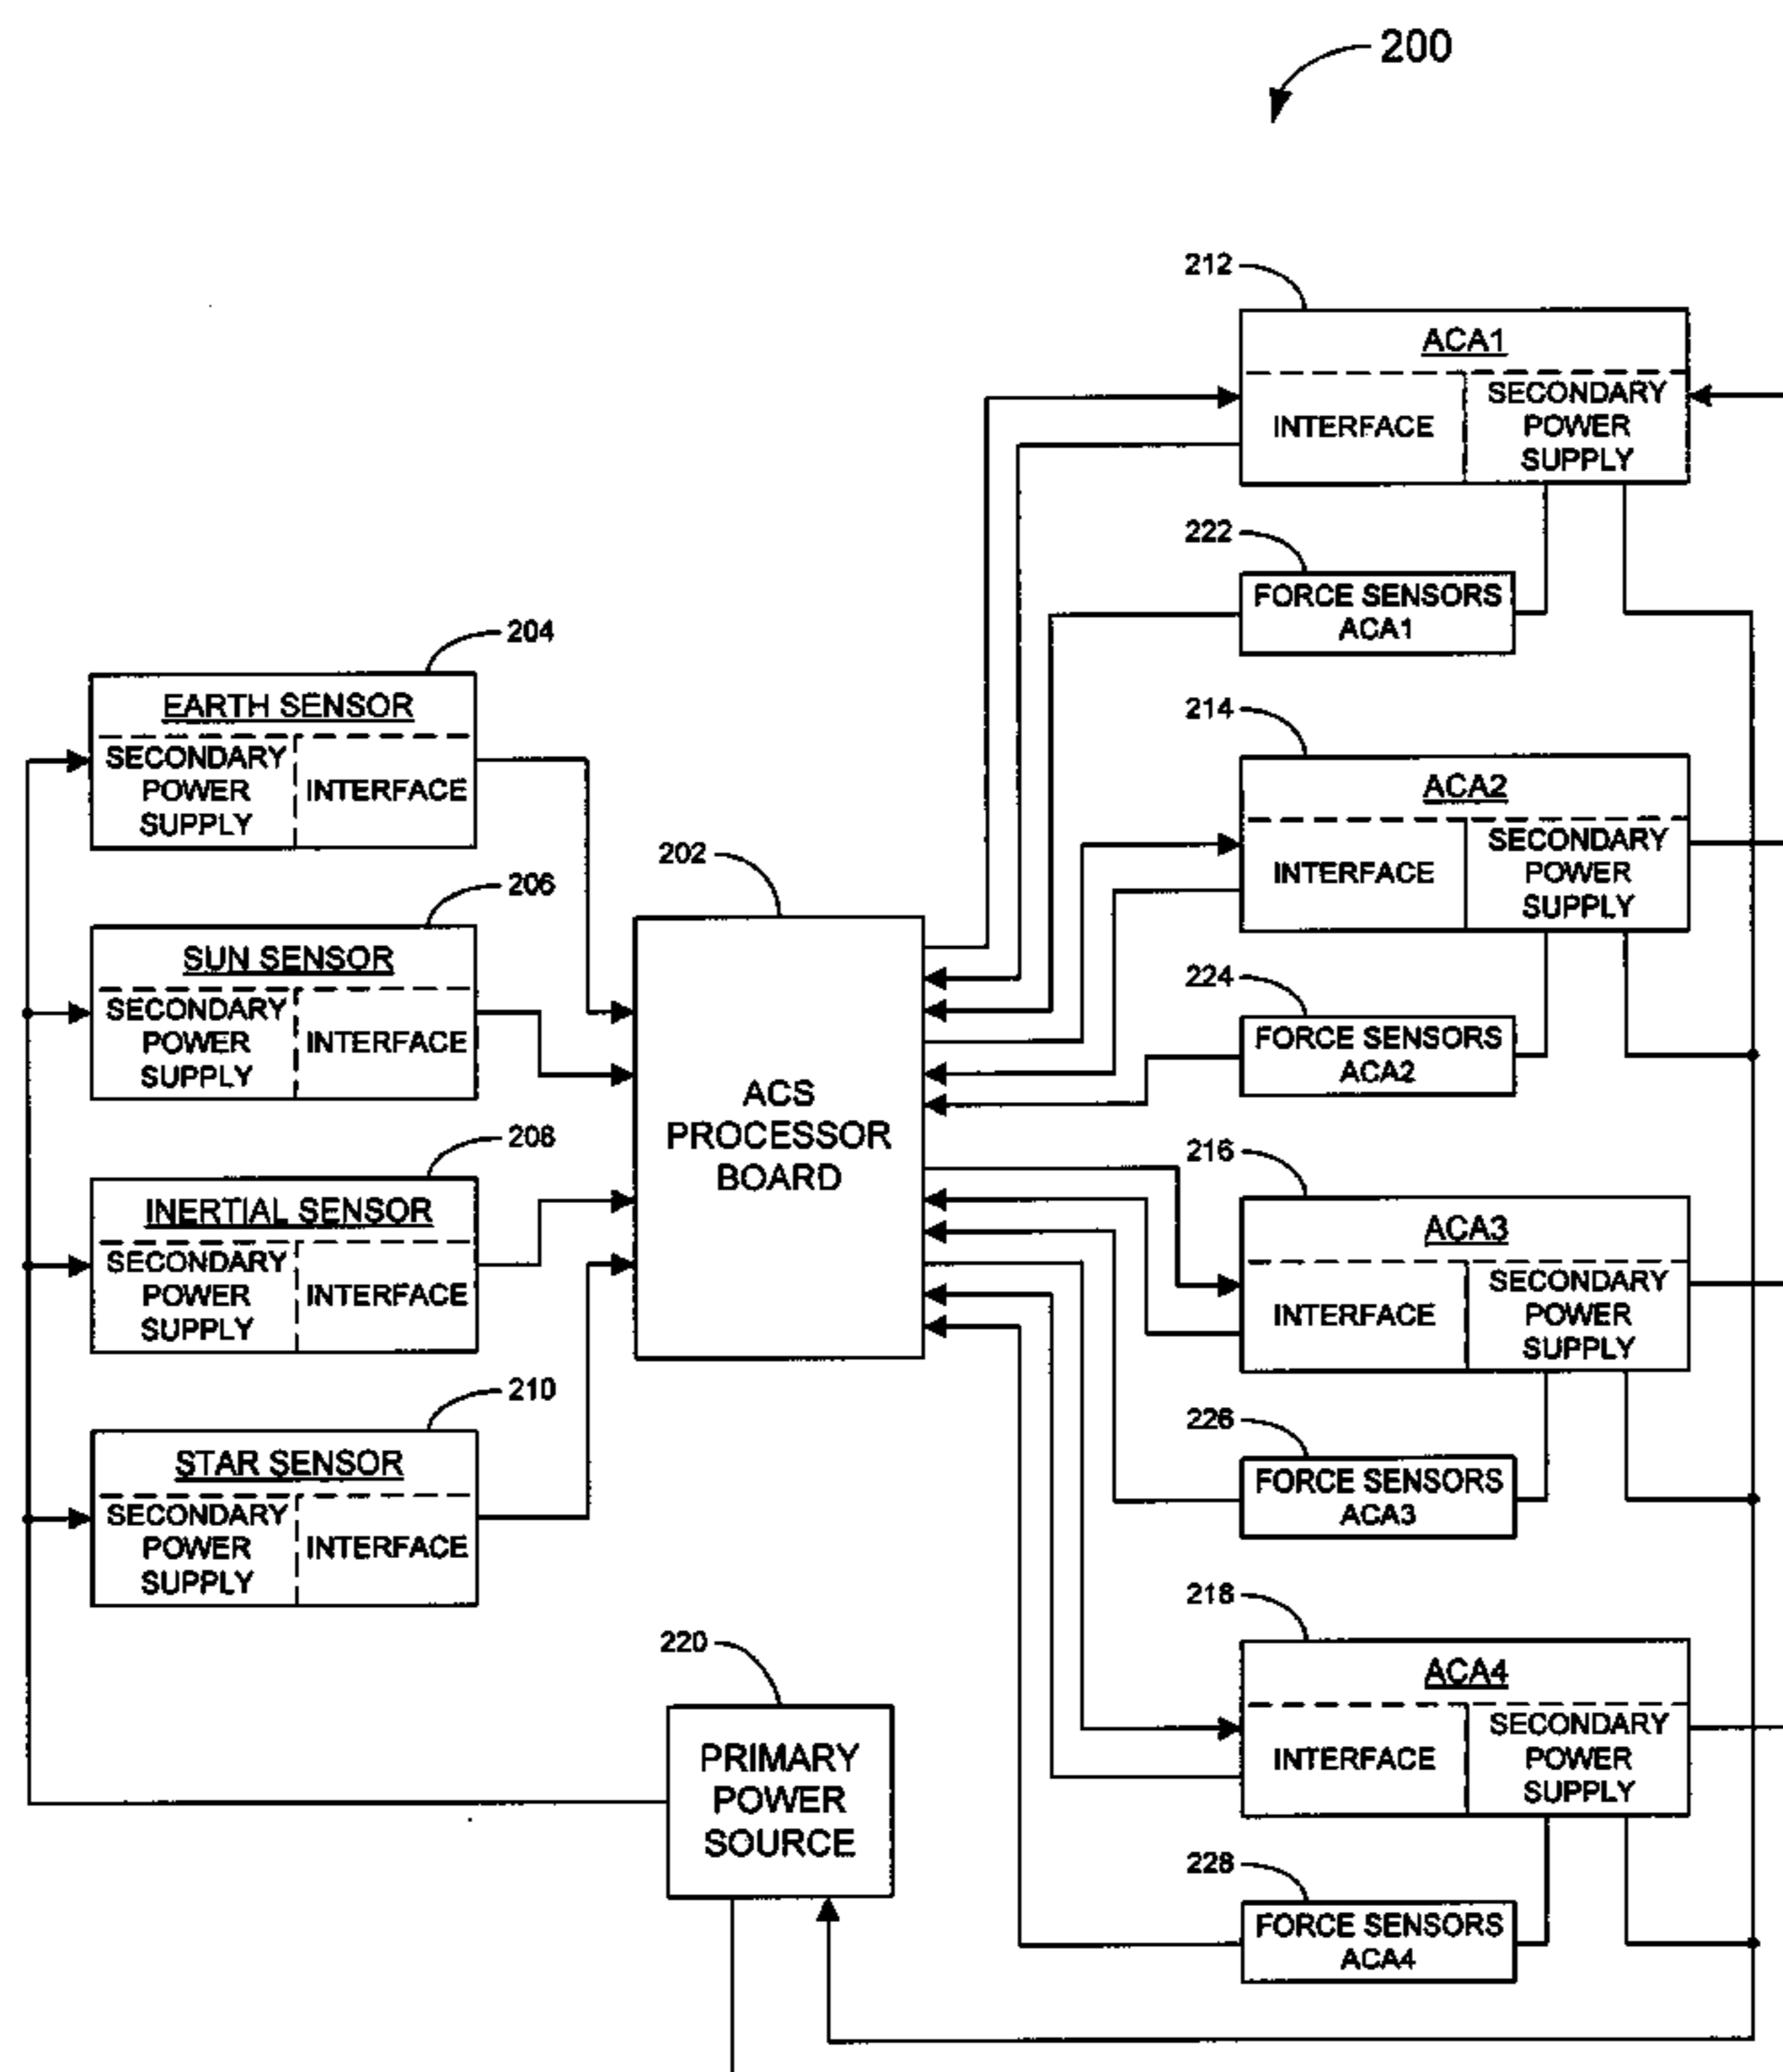 200
212
ACA1
INTERFACE
SECONDARY
POWER
SUPPLY
222
FORCE SENSORS
ACA1
204
EARTH SENSOR
SECONDARY
POWER
SUPPLY
INTERFACE
214
ACA2
INTERFACE
SECONDARY
POWER
SUPPLY
206
SUN SENSOR
SECONDARY
POWER
SUPPLY
INTERFACE
202
ACS
PROCESSOR
BOARD
224
FORCE SENSORS
ACA2
208
INERTIAL SENSOR
SECONDARY
POWER
SUPPLY
INTERFACE
216
ACA3
INTERFACE
SECONDARY
POWER
SUPPLY
210
STAR SENSOR
SECONDARY
POWER
SUPPLY
INTERFACE
226
FORCE SENSORS
ACA3
218
ACA4
INTERFACE
SECONDARY
POWER
SUPPLY
220
PRIMARY
POWER
SOURCE
228
FORCE SENSORS
ACA4